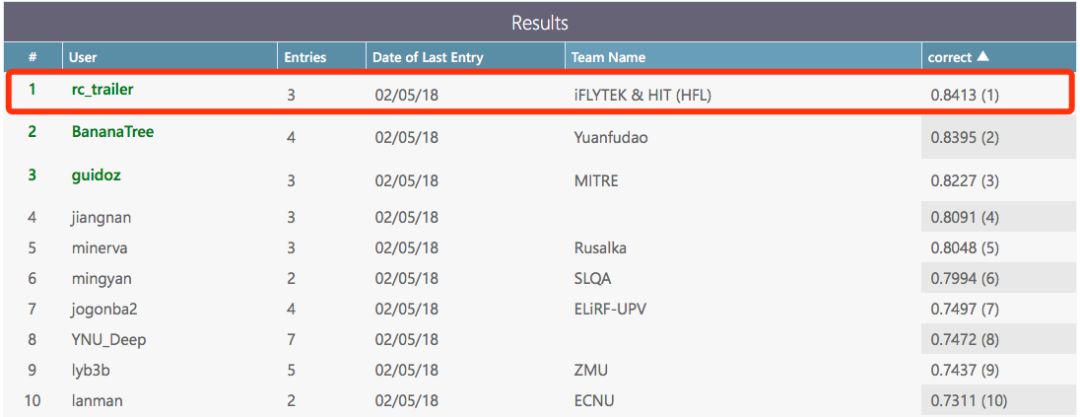 Results
# User Entries Date of Last Entry Team Name correct ▲
1 rc_trailer 3 02/05/18 iFLYTEK & HIT (HFL) 0.8413 (1)
2 BananaTree 4 02/05/18 Yuanfudao 0.8395 (2)
3 guidoz 3 02/05/18 MITRE 0.8227 (3)
4 jiangnan 3 02/05/18 0.8091 (4)
5 minerva 3 02/05/18 Rusalka 0.8048 (5)
6 mingyan 2 02/05/18 SLQA 0.7994 (6)
7 jogonba2 4 02/05/18 ELiRF-UPV 0.7497 (7)
8 YNU_Deep 7 02/05/18 0.7472 (8)
9 lyb3b 5 02/05/18 ZMU 0.7437 (9)
10 lanman 2 02/05/18 ECNU 0.7311 (10)